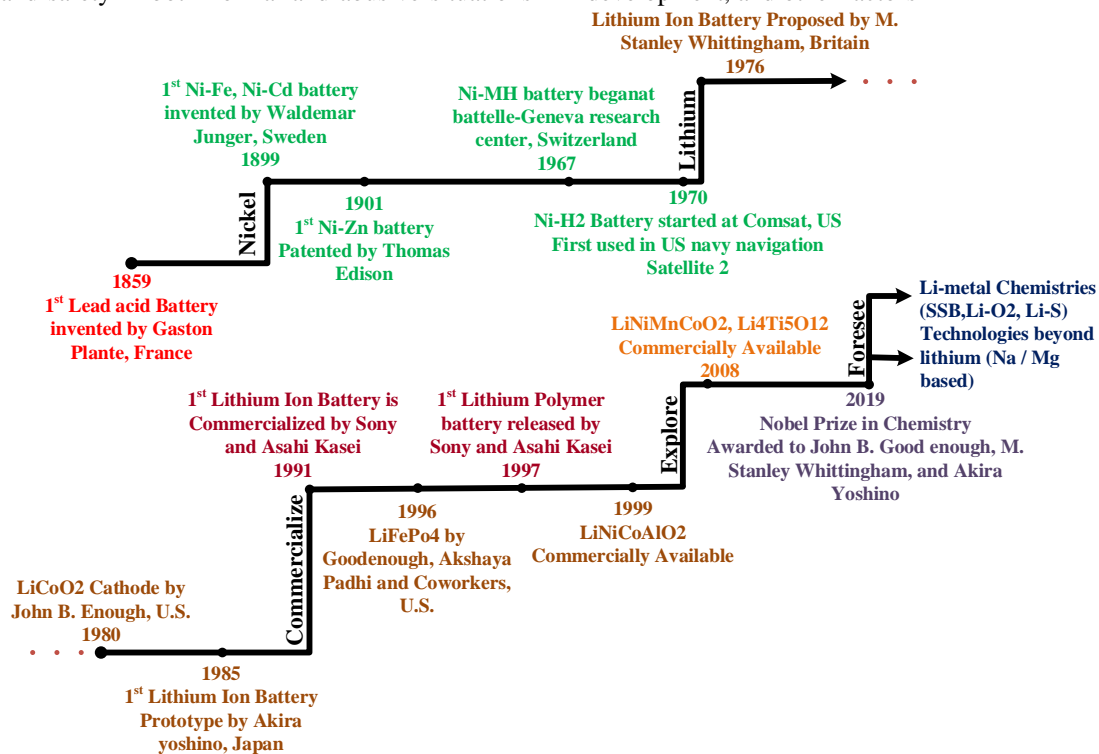 Lithium Ion Battery Proposed by M.
Stanley Whittingham, Britain
1976
1st Ni-Fe, Ni-Cd battery
invented by Waldemar
Junger, Sweden
1899
Ni-MH battery beganat
battelle-Geneva research
center, Switzerland
1967
Lithium
Nickel
1901
1st Ni-Zn battery
Patented by Thomas
Edison
1970
Ni-H2 Battery started at Comsat, US
First used in US navy navigation
Satellite 2
1859
1st Lead acid Battery
invented by Gaston
Plante, France
Li-metal Chemistries
(SSB,Li-O2, Li-S)
Technologies beyond
lithium (Na / Mg
based)
Foresee
LiNiMnCoO2, Li4Ti5O12
Commercially Available
2008
2019
Nobel Prize in Chemistry
Awarded to John B. Good enough, M.
Stanley Whittingham, and Akira
Yoshino
1st Lithium Ion Battery is
Commercialized by Sony
and Asahi Kasei
1991
1st Lithium Polymer
battery released by
Sony and Asahi Kasei
1997
Explore
Commercialize
1996
LiFePo4 by
Goodenough, Akshaya
Padhi and Coworkers,
U.S.
1999
LiNiCoAlO2
Commercially Available
LiCoO2 Cathode by
John B. Enough, U.S.
1980
1985
1st Lithium Ion Battery
Prototype by Akira
yoshino, Japan